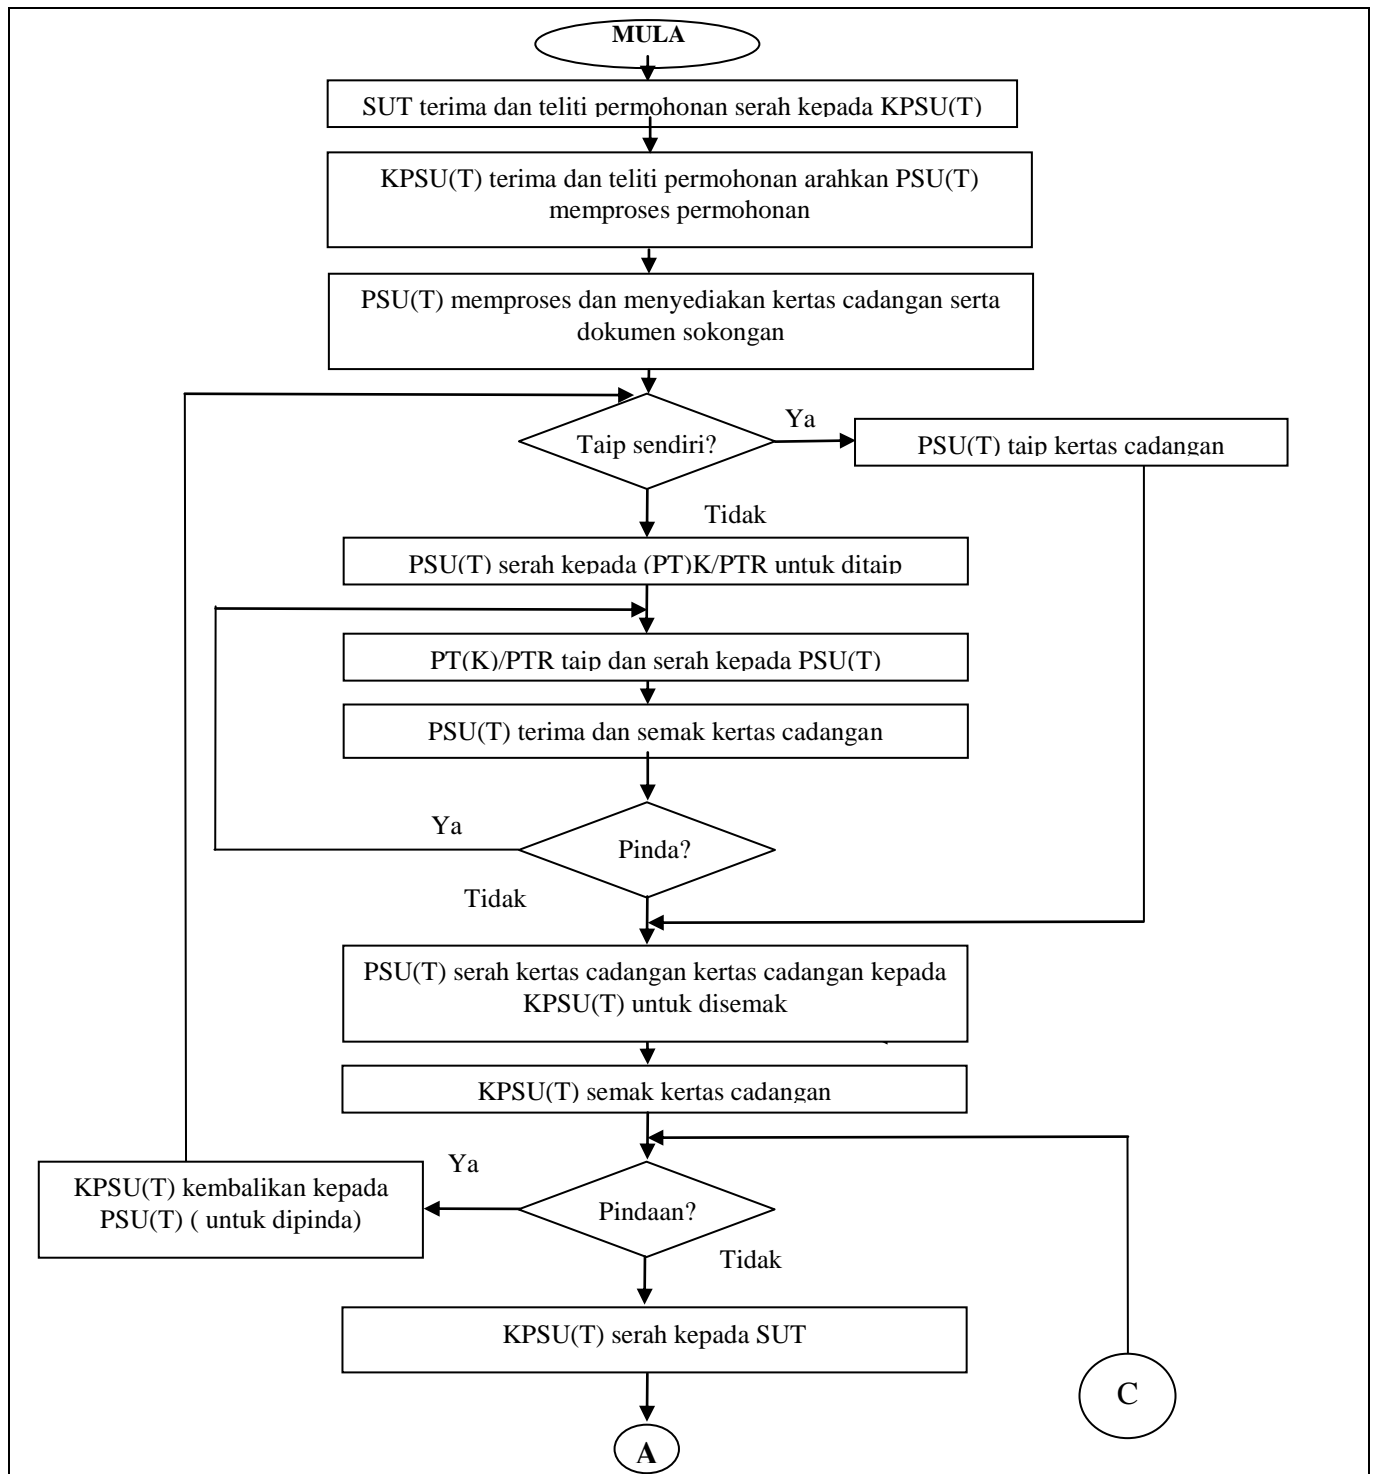 MULA
SUT terima dan teliti permohonan serah kepada KPSU(T)
KPSU(T) terima dan teliti permohonan arahkan PSU(T)
memproses permohonan
PSU(T) memproses dan menyediakan kertas cadangan serta
dokumen sokongan
Taip sendiri?
Ya
PSU(T) taip kertas cadangan
Tidak
PSU(T) serah kepada (PT)K/PTR untuk ditaip
PT(K)/PTR taip dan serah kepada PSU(T)
PSU(T) terima dan semak kertas cadangan
Ya
Pinda?
Tidak
PSU(T) serah kertas cadangan kertas cadangan kepada
KPSU(T) untuk disemak
KPSU(T) semak kertas cadangan
Ya
KPSU(T) kembalikan kepada
PSU(T) ( untuk dipinda)
Pindaan?
Tidak
KPSU(T) serah kepada SUT
C
A